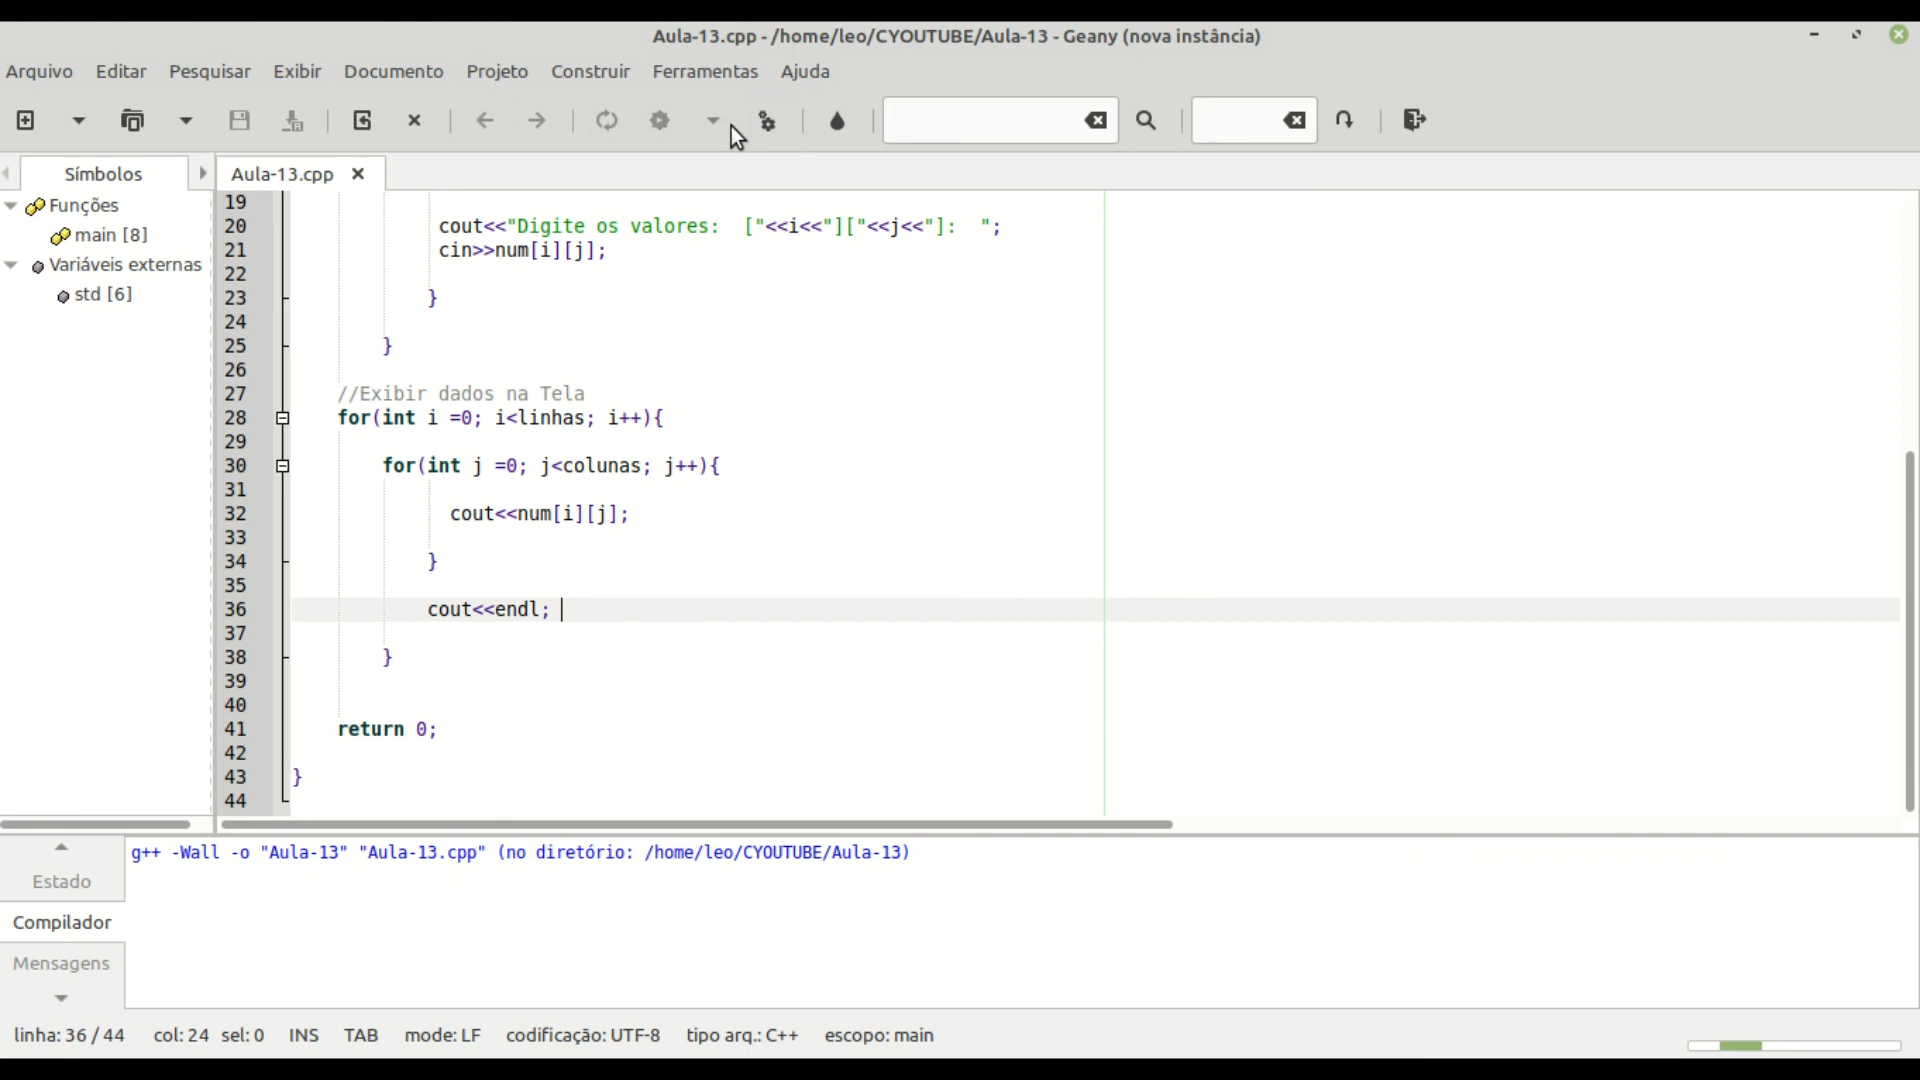 Aula-13.cpp - /home/leo/CYOUTUBE/Aula-13 - Geany (nova instância)
Arquivo Editar Pesquisar Exibir Documento Projeto Construir Ferramentas Ajuda
Símbolos
Funções
main [8]
Variáveis externas
std [6]
Aula-13.cpp
19
20 cout<<"Digite os valores:  ["<<i<<"]["<<j<<"]:  ";
21 cin>>num[i][j];
22
23 }
24
25 }
26
27 //Exibir dados na Tela
28 for(int i =0; i<linhas; i++){
29
30 for(int j =0; j<colunas; j++){
31
32 cout<<num[i][j];
33
34 }
35
36 cout<<endl;
37
38 }
39
40
41 return 0;
42
43 }
44
Estado
Compilador
Mensagens
g++ -Wall -o "Aula-13" "Aula-13.cpp" (no diretório: /home/leo/CYOUTUBE/Aula-13)
linha: 36 / 44 col: 24 sel: 0 INS TAB mode: LF codificação: UTF-8 tipo arq.: C++ escopo: main